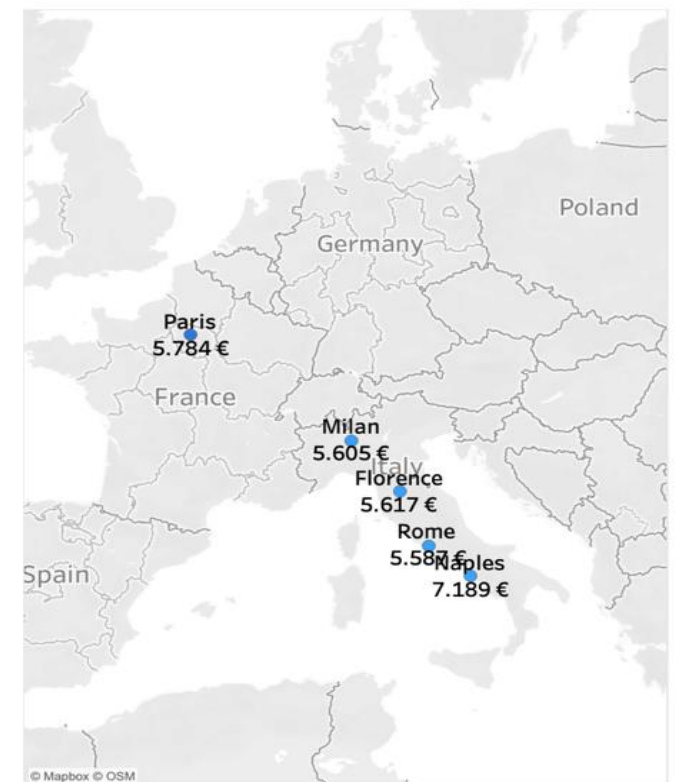 Poland
Germany
Paris
5.784 €
France
Milan
5.605 €
Italy
Florence
5.617 €
Rome
5.587 €
Naples
7.189 €
Spain
© Mapbox © OSM